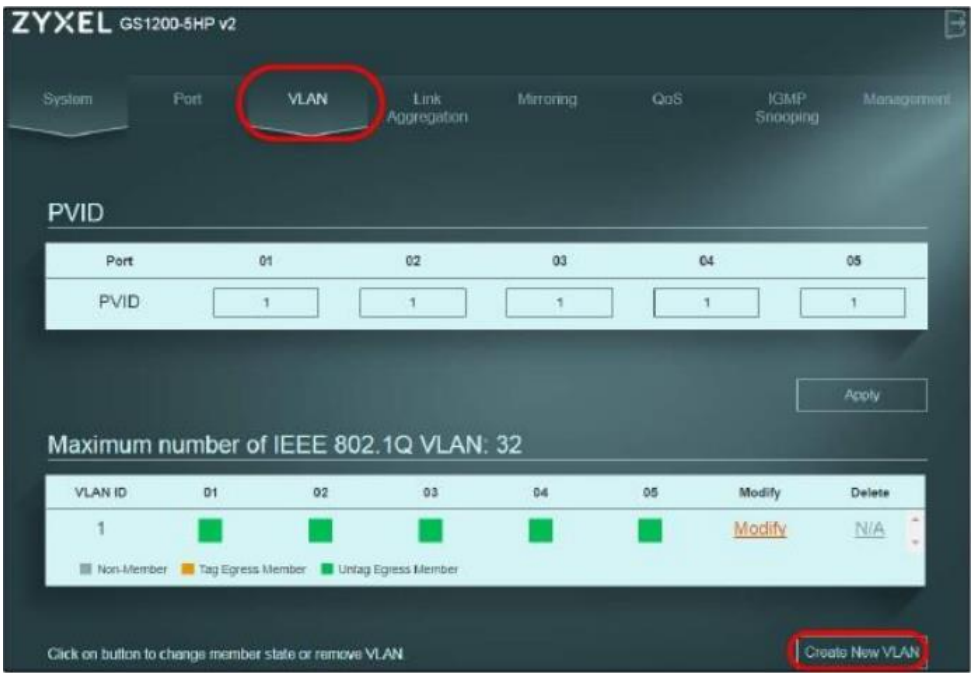 ZYXEL GS1200-5HP v2
System Port VLAN Link Aggregation Mirroring QoS IGMP Snooping Management
PVID
Port 01 02 03 04 05
PVID 1 1 1 1 1
Apply
Maximum number of IEEE 802.1Q VLAN: 32
VLAN ID 01 02 03 04 05 Modify Delete
1 Modify N/A
Non-Member Tag Egress Member Untag Egress Member
Click on button to change member state or remove VLAN.
Create New VLAN